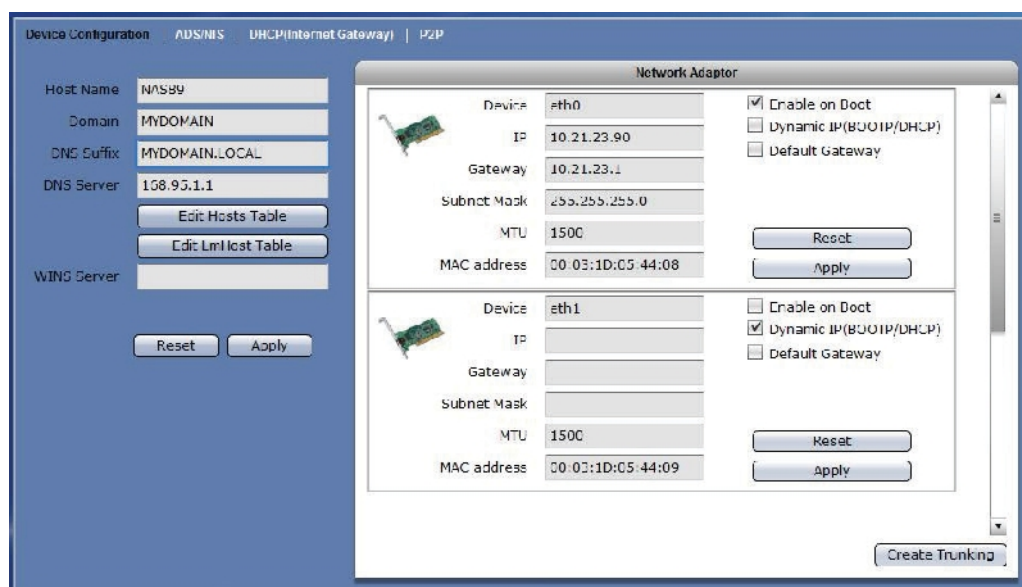 Device Configuration | ADS/NIS | DHCP(Internet Gateway) | P2P
Host Name NAS89
Domain MYDOMAIN
DNS Suffix MYDOMAIN.LOCAL
DNS Server 168.95.1.1
Edit Hosts Table
Edit LmHost Table
WINS Server
Reset Apply
Network Adaptor
Device eth0
IP 10.21.23.90
Gateway 10.21.23.1
Subnet Mask 255.255.255.0
MTU 1500
MAC address 00:03:1D:05:44:08
Enable on Boot
Dynamic IP(BOOTP/DHCP)
Default Gateway
Reset
Apply
Device eth1
IP
Gateway
Subnet Mask
MTU 1500
MAC address 00:03:1D:05:44:09
Enable on Boot
Dynamic IP(BOOTP/DHCP)
Default Gateway
Reset
Apply
Create Trunking